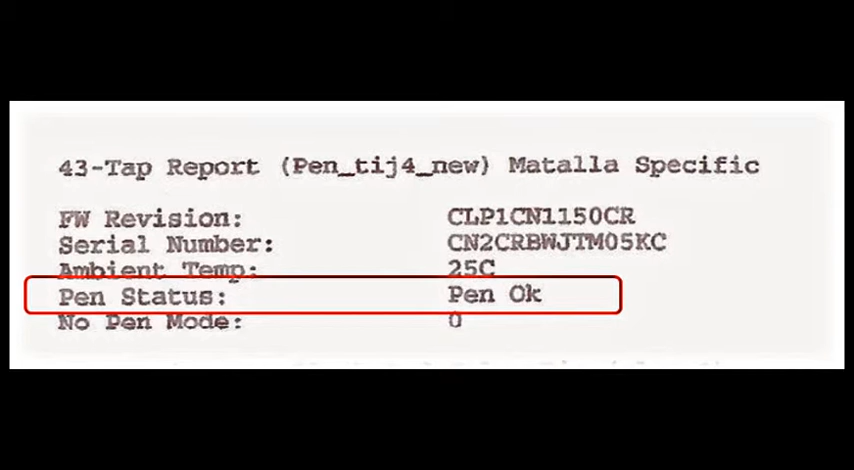 43-Tap Report (Pen_tij4_new) Matalla Specific
FW Revision: CLP1CN1150CR
Serial Number: CN2CRBWJTM05KC
Ambient Temp: 25C
Pen Status: Pen Ok
No Pen Mode: 0